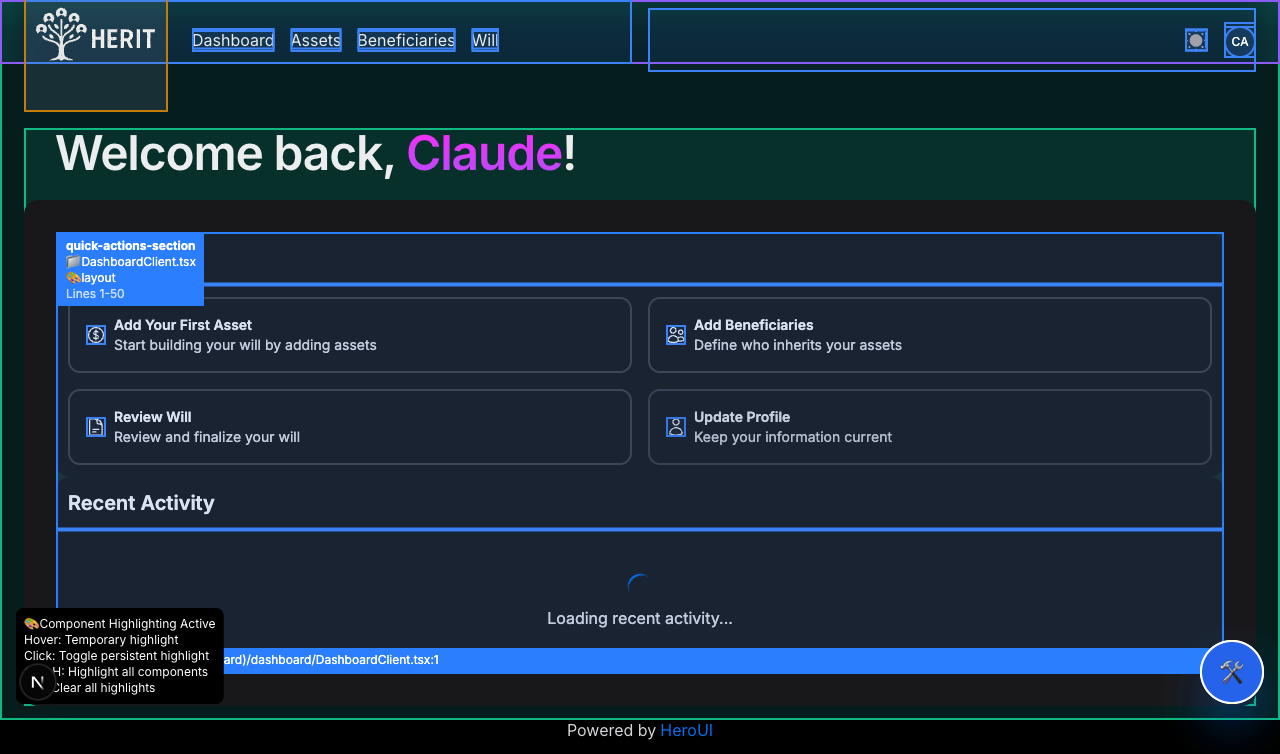 HERIT
Dashboard
Assets
Beneficiaries
Will
CA
Welcome back, Claude!
quick-actions-section
DashboardClient.tsx
layout
Lines 1-50
Add Your First Asset
Start building your will by adding assets
Add Beneficiaries
Define who inherits your assets
Review Will
Review and finalize your will
Update Profile
Keep your information current
Recent Activity
Loading recent activity...
ard)/dashboard/DashboardClient.tsx:1
Component Highlighting Active
Hover: Temporary highlight
Click: Toggle persistent highlight
H: Highlight all components
Clear all highlights
N
Powered by HeroUI